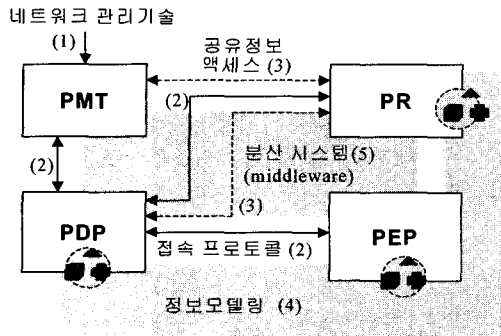 네트워크 관리기술
(1)
공유정보
액세스 (3)
PMT
(2)
PR
(2)
분산 시스템(5)
(middleware)
(3)
PDP
접속 프로토콜 (2)
PEP
정보모델링 (4)